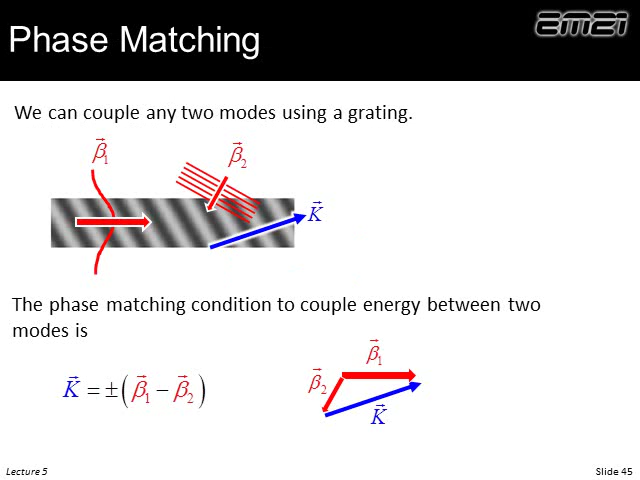 Phase Matching
EM21
We can couple any two modes using a grating.
β⃗₁
β⃗₂
K⃗
The phase matching condition to couple energy between two
modes is
K⃗ = ±(β⃗₁ − β⃗₂)
β⃗₁
β⃗₂
K⃗
Lecture 5
Slide 45